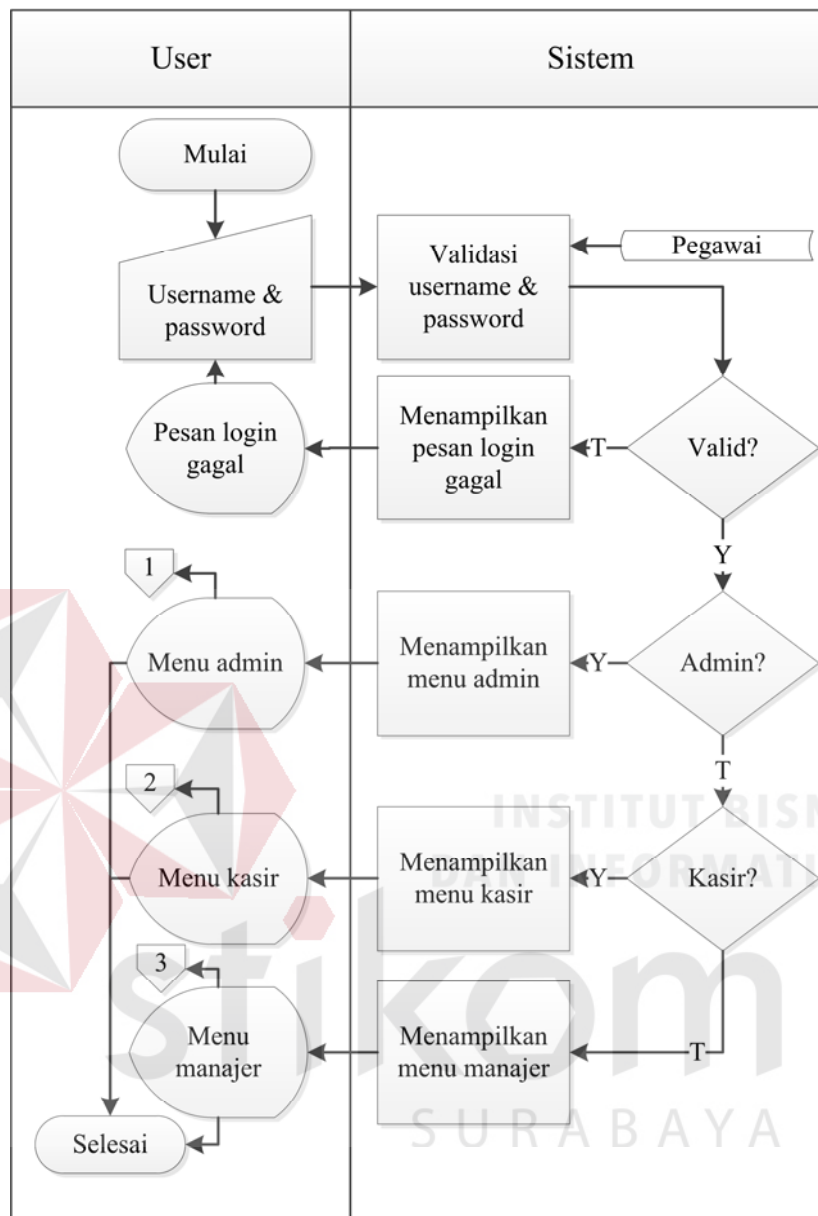 User
Sistem
Mulai
Username &
password
Validasi
username &
password
Pegawai
Valid?
T
Menampilkan
pesan login
gagal
Pesan login
gagal
Y
Admin?
Y
Menampilkan
menu admin
Menu admin
1
T
Kasir?
Y
Menampilkan
menu kasir
Menu kasir
2
T
Menampilkan
menu manajer
Menu
manajer
3
Selesai
INSTITUT BISN
DAN INFORMATI
stikom
SURABAYA